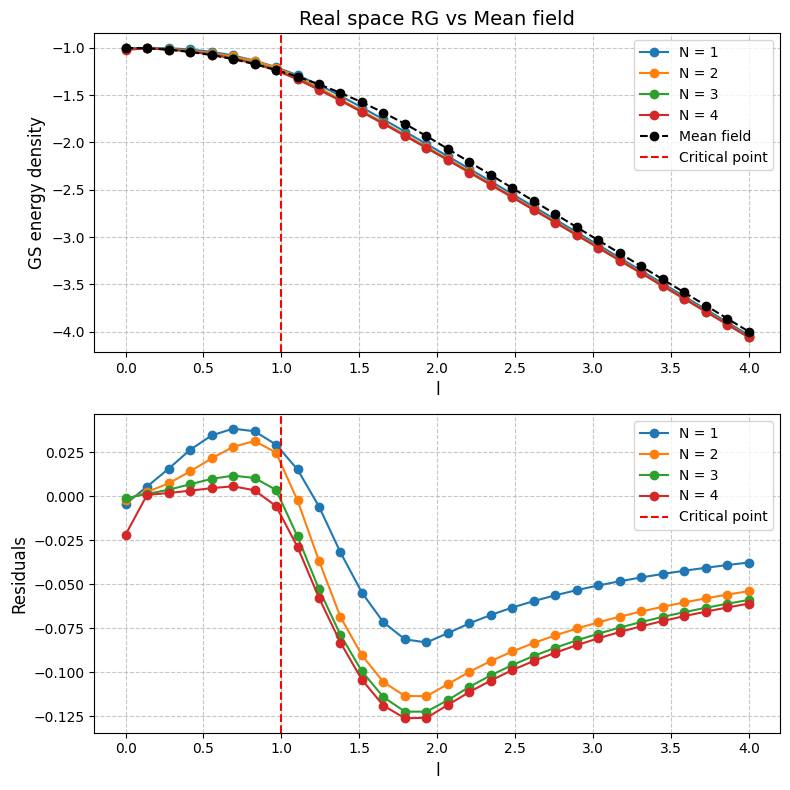 Real space RG vs Mean field
GS energy density
−1.0
−1.5
−2.0
−2.5
−3.0
−3.5
−4.0
N = 1
N = 2
N = 3
N = 4
Mean field
Critical point
0.0 0.5 1.0 1.5 2.0 2.5 3.0 3.5 4.0
l
Residuals
0.025
0.000
−0.025
−0.050
−0.075
−0.100
−0.125
N = 1
N = 2
N = 3
N = 4
Critical point
0.0 0.5 1.0 1.5 2.0 2.5 3.0 3.5 4.0
l